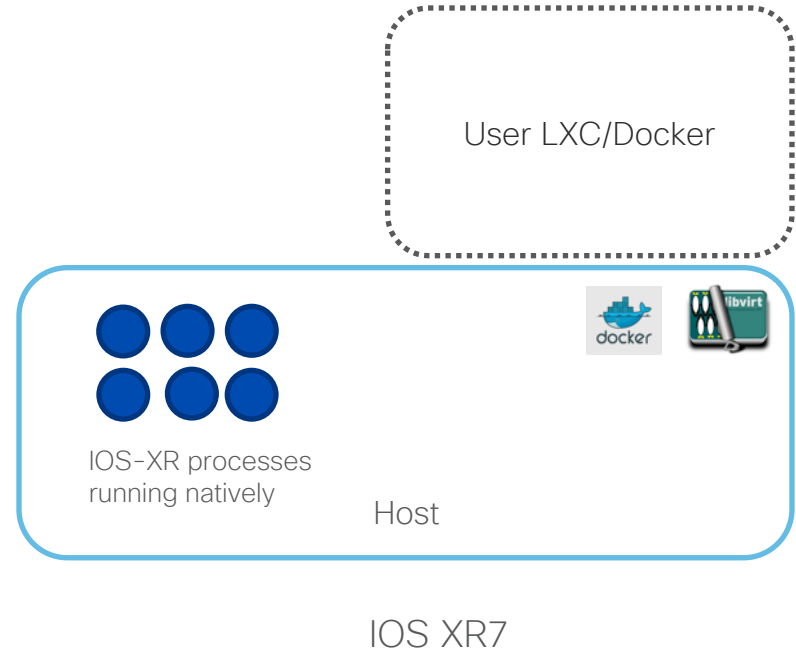 User LXC/Docker
docker
libvirt
IOS-XR processes
running natively
Host
IOS XR7